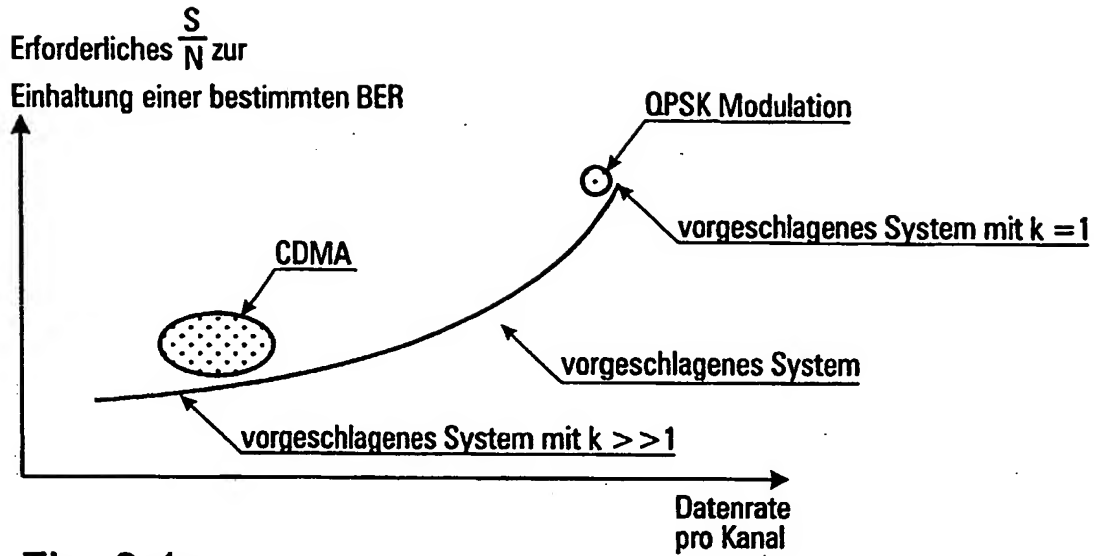 Erforderliches S/N zur
Einhaltung einer bestimmten BER
QPSK Modulation
vorgeschlagenes System mit k = 1
CDMA
vorgeschlagenes System
vorgeschlagenes System mit k >>1
Datenrate
pro Kanal